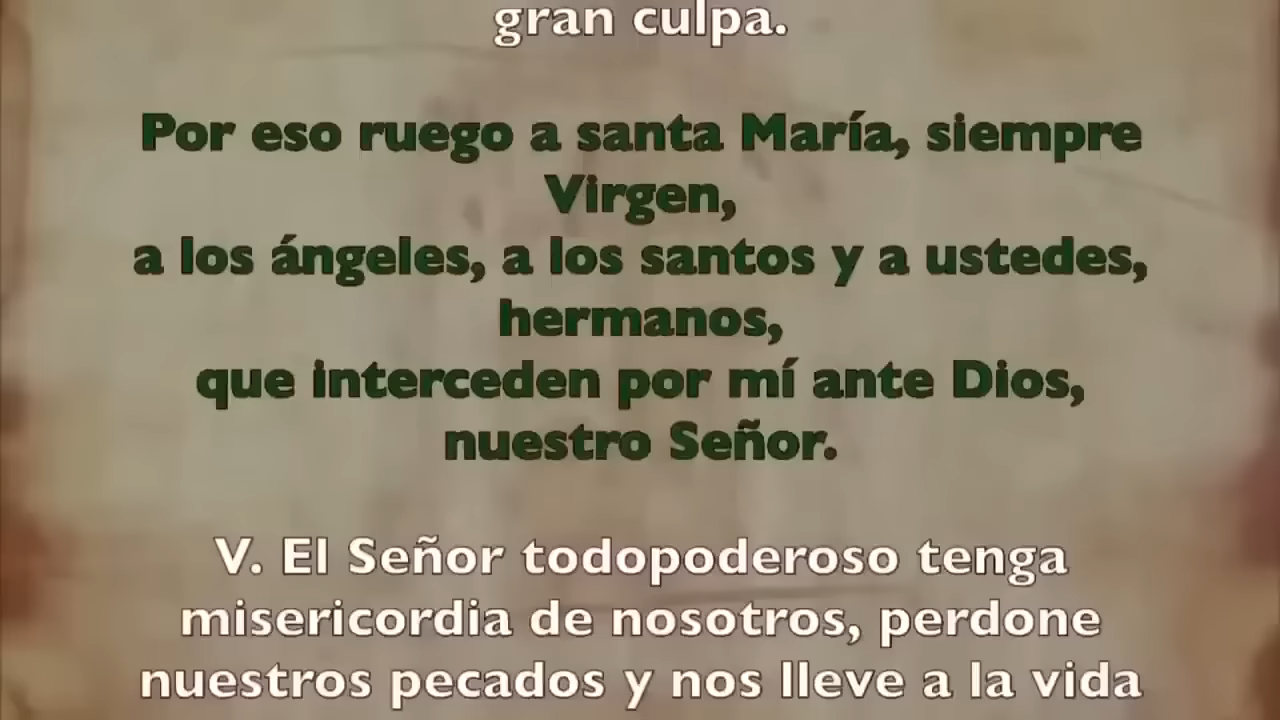 gran culpa.
Por eso ruego a santa María, siempre
Virgen,
a los ángeles, a los santos y a ustedes,
hermanos,
que interceden por mí ante Dios,
nuestro Señor.
V. El Señor todopoderoso tenga
misericordia de nosotros, perdone
nuestros pecados y nos lleve a la vida